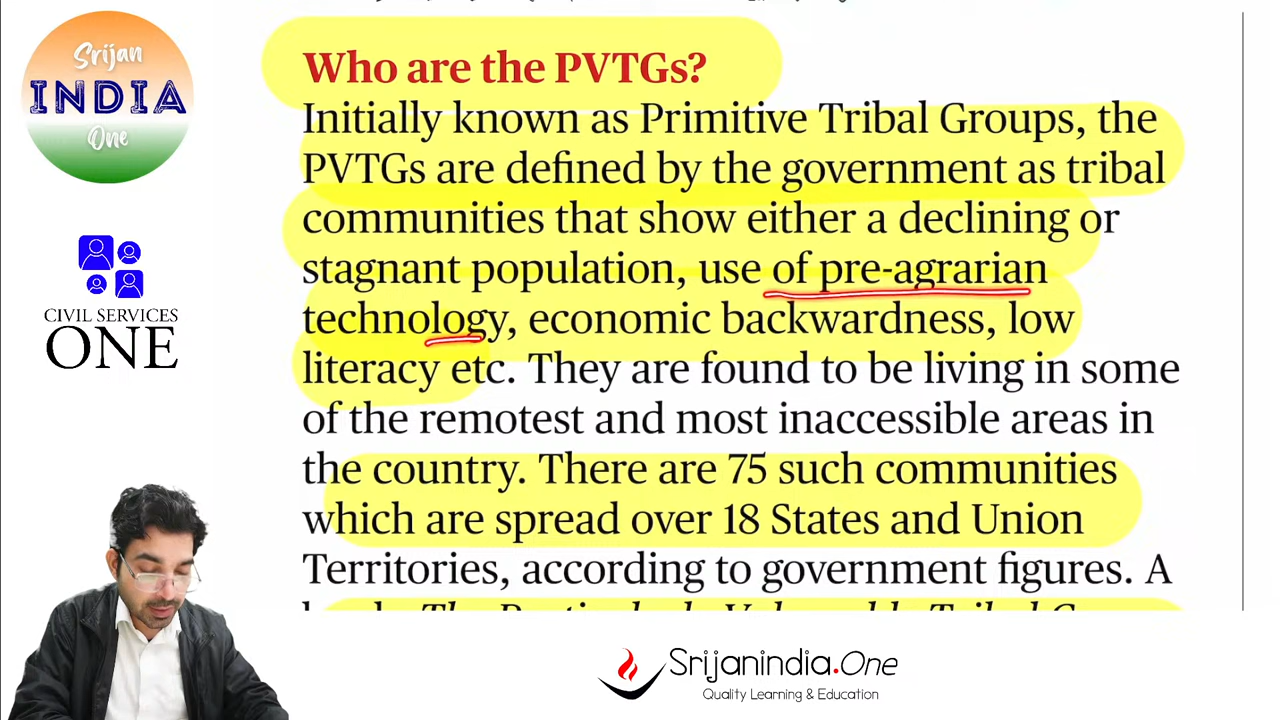 Srijan
INDIA
One
CIVIL SERVICES
ONE
Who are the PVTGs?
Initially known as Primitive Tribal Groups, the
PVTGs are defined by the government as tribal
communities that show either a declining or
stagnant population, use of pre-agrarian
technology, economic backwardness, low
literacy etc. They are found to be living in some
of the remotest and most inaccessible areas in
the country. There are 75 such communities
which are spread over 18 States and Union
Territories, according to government figures. A
Srijanindia.One
Quality Learning & Education